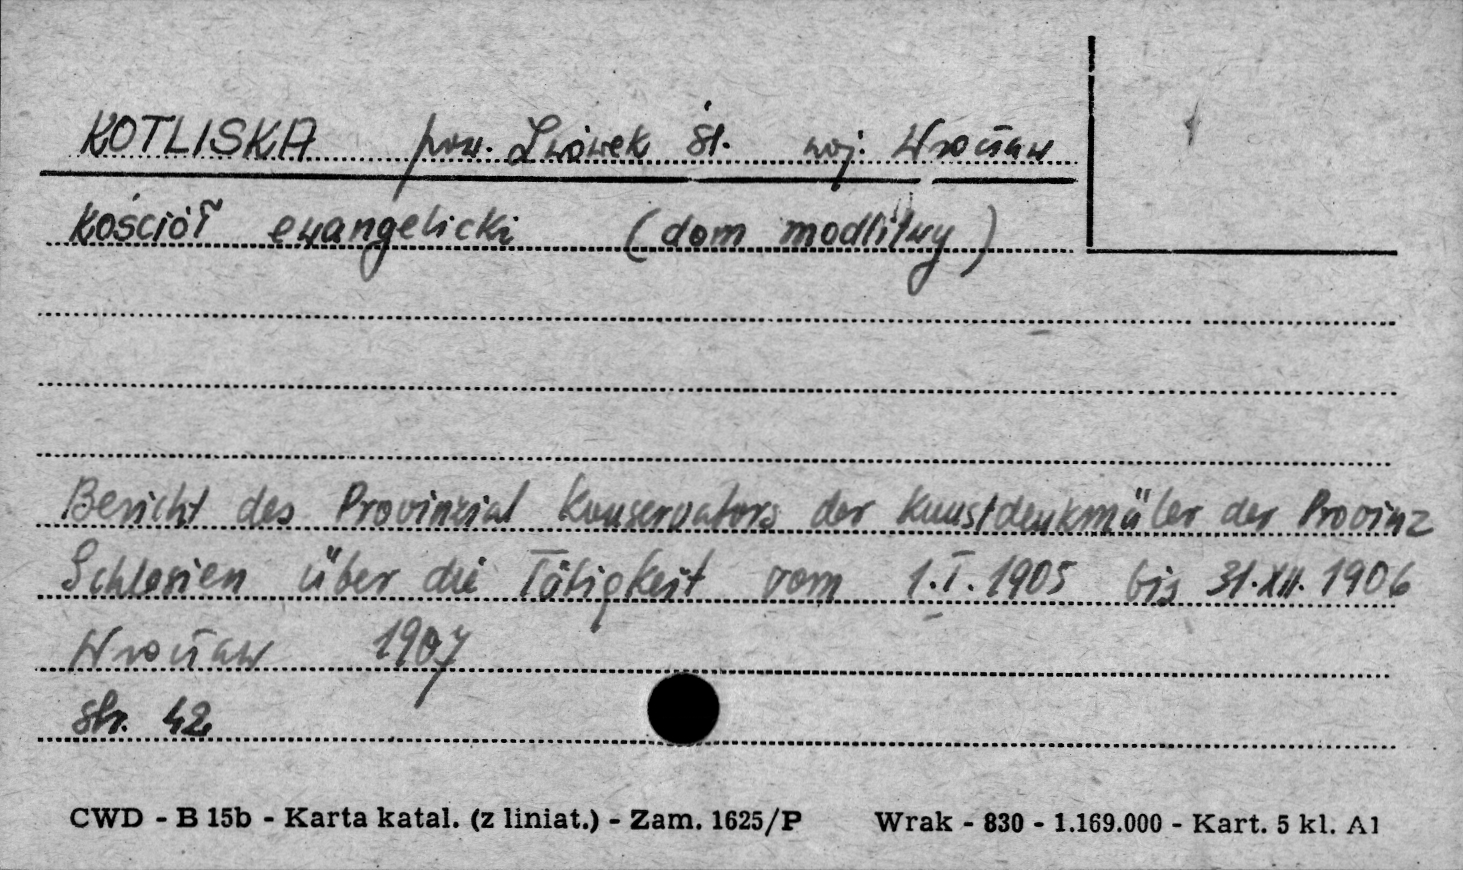 KOTLISKA pow. Lwówek Śl. woj. Wrocław
kościół ewangelicki (dom modlitwy)
Bericht des Provinzial Konservators der Kunstdenkmäler der Provinz
Schlesien über die Tätigkeit vom 1.I.1905 bis 31.XII.1906
Wrocław 1907
str. 42
CWD - B 15b - Karta katal. (z liniat.) - Zam. 1625/P Wrak - 830 - 1.169.000 - Kart. 5 kl. A1